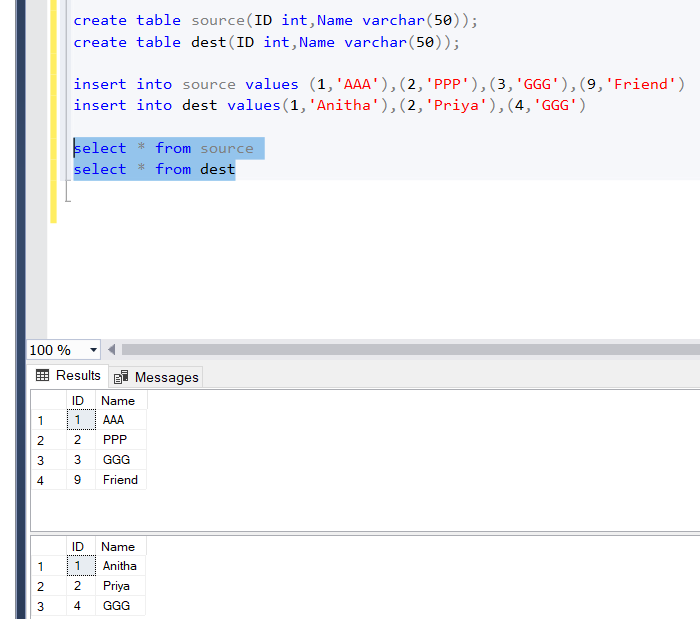 create table source(ID int,Name varchar(50));
create table dest(ID int,Name varchar(50));
insert into source values (1,'AAA'),(2,'PPP'),(3,'GGG'),(9,'Friend')
insert into dest values(1,'Anitha'),(2,'Priya'),(4,'GGG')
select * from source
select * from dest
100 %
Results Messages
ID Name
1 1 AAA
2 2 PPP
3 3 GGG
4 9 Friend
ID Name
1 1 Anitha
2 2 Priya
3 4 GGG